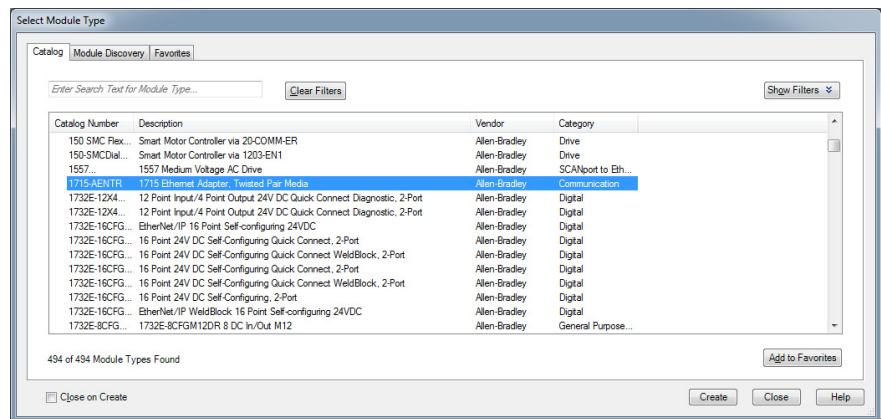 Select Module Type
Catalog Module Discovery Favorites
Enter Search Text for Module Type... Clear Filters Show Filters
Catalog Number Description Vendor Category
150 SMC Flex... Smart Motor Controller via 20-COMM-ER Allen-Bradley Drive
150-SMCDial... Smart Motor Controller via 1203-EN1 Allen-Bradley Drive
1557... 1557 Medium Voltage AC Drive Allen-Bradley SCANport to Eth...
1715-AENTR 1715 Ethernet Adapter, Twisted Pair Media Allen-Bradley Communication
1732E-12X4... 12 Point Input/4 Point Output 24V DC Quick Connect Diagnostic, 2-Port Allen-Bradley Digital
1732E-12X4... 12 Point Input/4 Point Output 24V DC Quick Connect Diagnostic, 2-Port Allen-Bradley Digital
1732E-16CFG... EtherNet/IP 16 Point Self-configuring 24VDC Allen-Bradley Digital
1732E-16CFG... 16 Point 24V DC Self-Configuring Quick Connect, 2-Port Allen-Bradley Digital
1732E-16CFG... 16 Point 24V DC Self-Configuring Quick Connect WeldBlock, 2-Port Allen-Bradley Digital
1732E-16CFG... 16 Point 24V DC Self-Configuring Quick Connect, 2-Port Allen-Bradley Digital
1732E-16CFG... 16 Point 24V DC Self-Configuring Quick Connect WeldBlock, 2-Port Allen-Bradley Digital
1732E-16CFG... 16 Point 24V DC Self-Configuring, 2-Port Allen-Bradley Digital
1732E-16CFG... EtherNet/IP WeldBlock 16 Point Self-configuring 24VDC Allen-Bradley Digital
1732E-8CFG... 1732E-8CFGM12DR 8 DC In/Out M12 Allen-Bradley General Purpose...
494 of 494 Module Types Found Add to Favorites
Close on Create Create Close Help